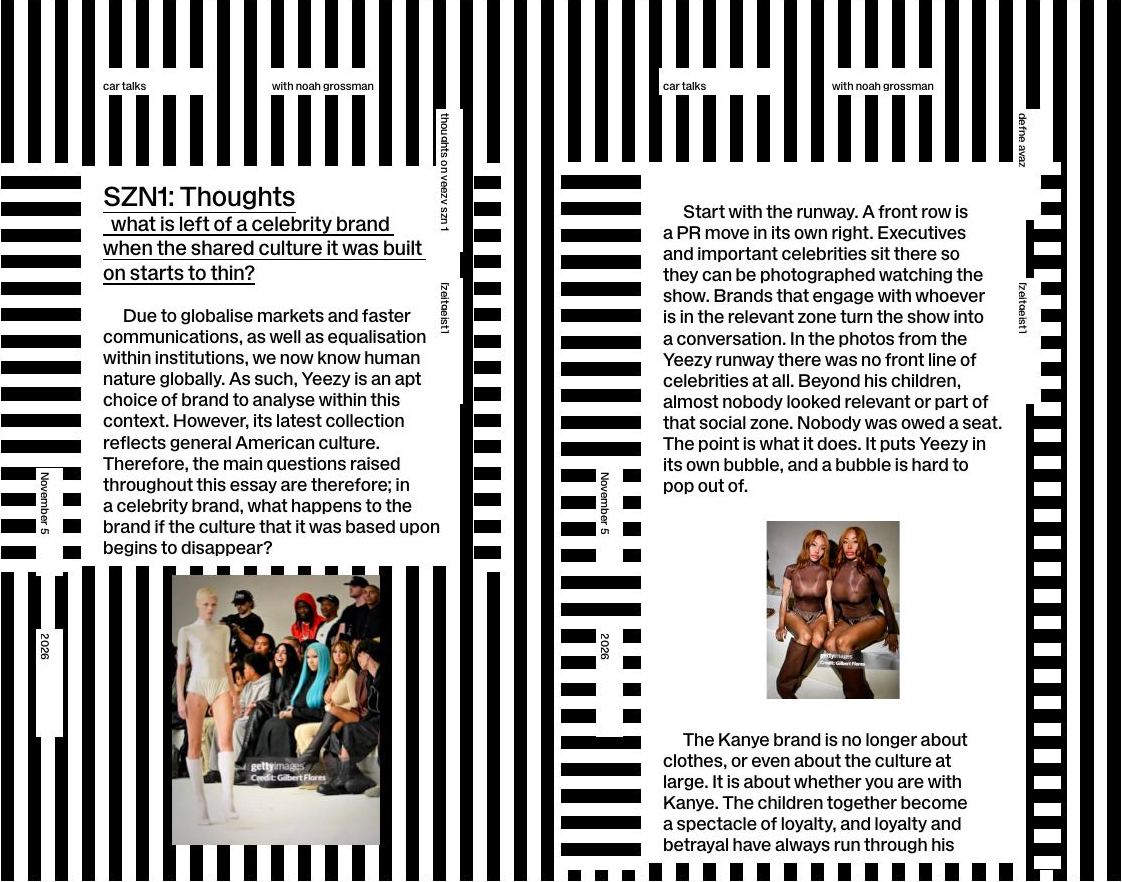 car talks
with noah grossman
thoughts on yeezy szn 1
[zeitgeist]
SZN1: Thoughts
what is left of a celebrity brand
when the shared culture it was built
on starts to thin?
Due to globalise markets and faster
communications, as well as equalisation
within institutions, we now know human
nature globally. As such, Yeezy is an apt
choice of brand to analyse within this
context. However, its latest collection
reflects general American culture.
Therefore, the main questions raised
throughout this essay are therefore; in
a celebrity brand, what happens to the
brand if the culture that it was based upon
begins to disappear?
November 5
2026
gettyimages
Credit: Gilbert Flores
car talks
with noah grossman
defne avaz
[zeitgeist]
Start with the runway. A front row is
a PR move in its own right. Executives
and important celebrities sit there so
they can be photographed watching the
show. Brands that engage with whoever
is in the relevant zone turn the show into
a conversation. In the photos from the
Yeezy runway there was no front line of
celebrities at all. Beyond his children,
almost nobody looked relevant or part of
that social zone. Nobody was owed a seat.
The point is what it does. It puts Yeezy in
its own bubble, and a bubble is hard to
pop out of.
November 5
2026
gettyimages
Credit: Gilbert Flores
The Kanye brand is no longer about
clothes, or even about the culture at
large. It is about whether you are with
Kanye. The children together become
a spectacle of loyalty, and loyalty and
betrayal have always run through his